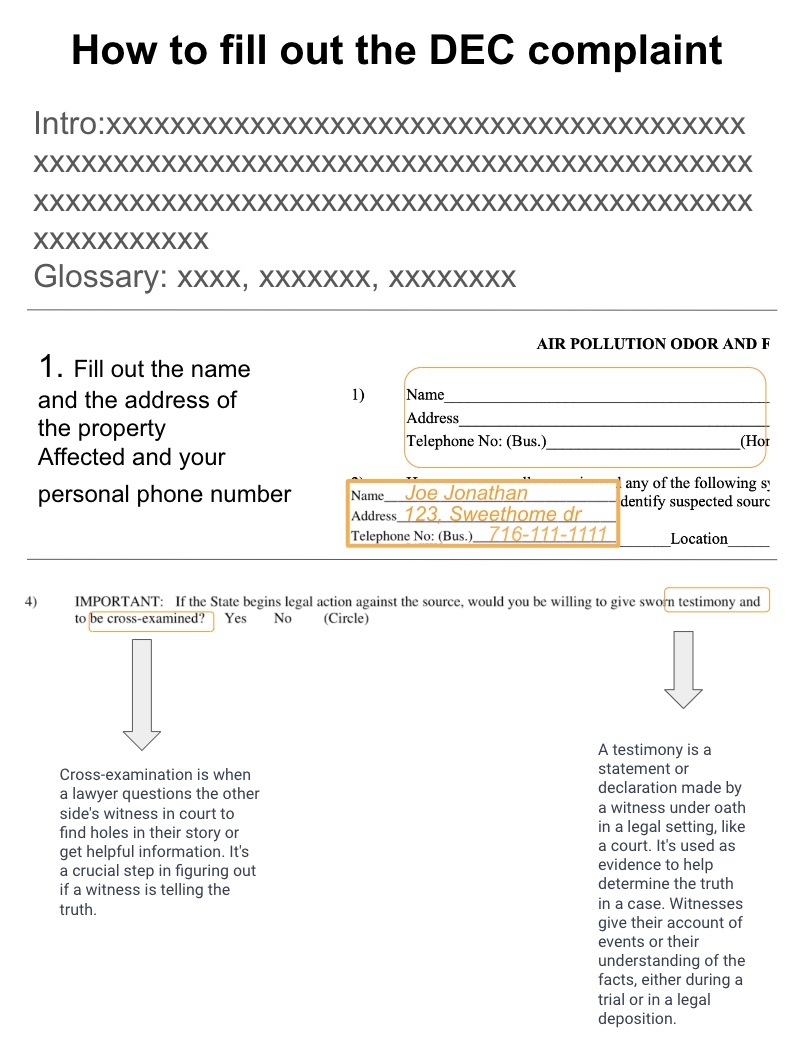 How to fill out the DEC complaint
Intro:xxxxxxxxxxxxxxxxxxxxxxxxxxxxxxxxxxxxxxxx
xxxxxxxxxxxxxxxxxxxxxxxxxxxxxxxxxxxxxxxxxxxxx
xxxxxxxxxxxxxxxxxxxxxxxxxxxxxxxxxxxxxxxxxxxxx
xxxxxxxxxxx
Glossary: xxxx, xxxxxxx, xxxxxxxx
1. Fill out the name
and the address of
the property
Affected and your
personal phone number
AIR POLLUTION ODOR AND F
1) Name
Address
Telephone No: (Bus.) (Hor
any of the following sy
dentify suspected sourc
Location
Name Joe Jonathan
Address 123, Sweethome dr
Telephone No: (Bus.) 716-111-1111
4) IMPORTANT: If the State begins legal action against the source, would you be willing to give sworn testimony and
to be cross-examined? Yes No (Circle)
Cross-examination is when
a lawyer questions the other
side's witness in court to
find holes in their story or
get helpful information. It's
a crucial step in figuring out
if a witness is telling the
truth.
A testimony is a
statement or
declaration made by
a witness under oath
in a legal setting, like
a court. It's used as
evidence to help
determine the truth
in a case. Witnesses
give their account of
events or their
understanding of the
facts, either during a
trial or in a legal
deposition.